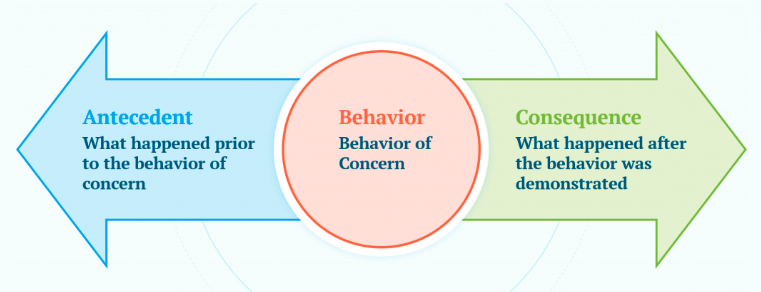 Antecedent
What happened prior
to the behavior of
concern
Behavior
Behavior of
Concern
Consequence
What happened after
the behavior was
demonstrated